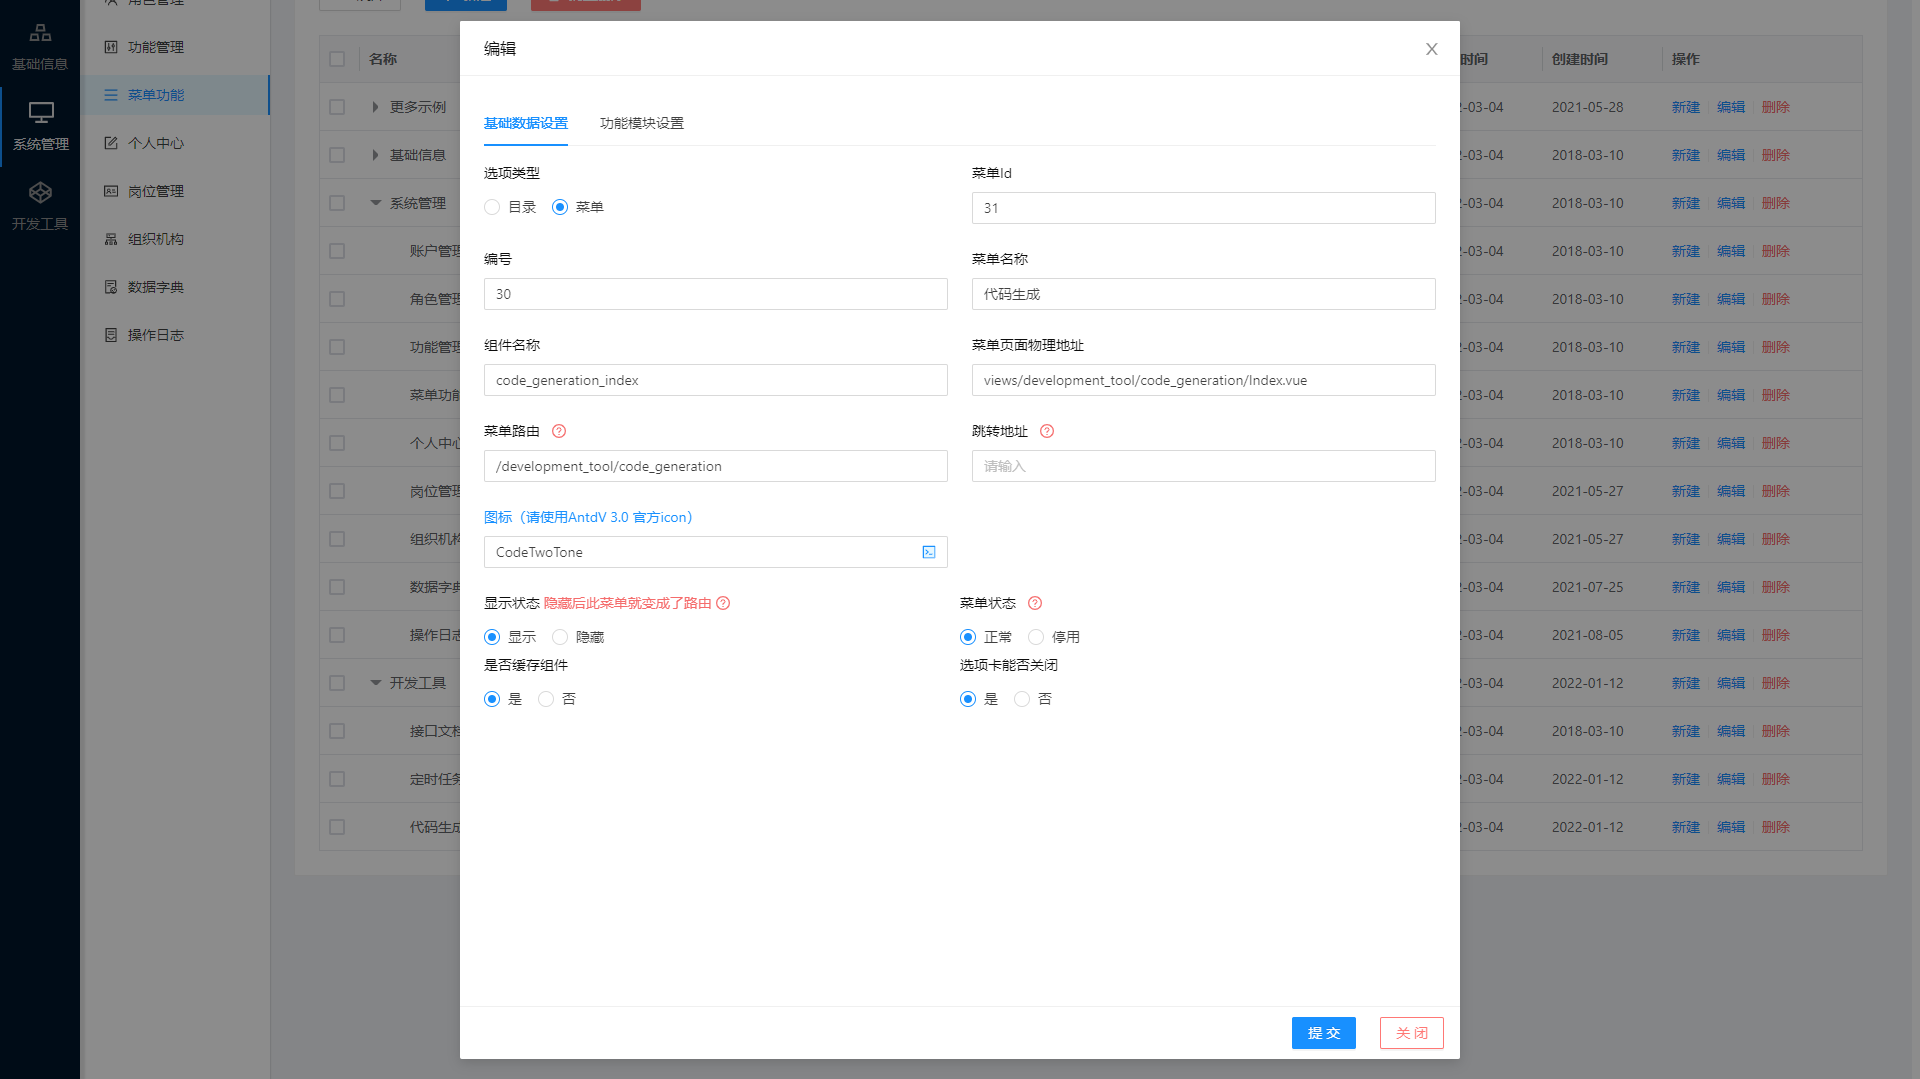 基础信息
系统管理
开发工具
角色管理
功能管理
菜单功能
个人中心
岗位管理
组织机构
数据字典
操作日志
名称
时间
创建时间
操作
更多示例
2-03-04
2021-05-28
新建
编辑
删除
基础信息
2-03-04
2018-03-10
新建
编辑
删除
系统管理
2-03-04
2018-03-10
新建
编辑
删除
账户管理
2-03-04
2018-03-10
新建
编辑
删除
角色管理
2-03-04
2018-03-10
新建
编辑
删除
功能管理
2-03-04
2018-03-10
新建
编辑
删除
菜单功能
2-03-04
2018-03-10
新建
编辑
删除
个人中心
2-03-04
2018-03-10
新建
编辑
删除
岗位管理
2-03-04
2021-05-27
新建
编辑
删除
组织机构
2-03-04
2021-05-27
新建
编辑
删除
数据字典
2-03-04
2021-07-25
新建
编辑
删除
操作日志
2-03-04
2021-08-05
新建
编辑
删除
开发工具
2-03-04
2022-01-12
新建
编辑
删除
接口文档
2-03-04
2018-03-10
新建
编辑
删除
定时任务
2-03-04
2022-01-12
新建
编辑
删除
代码生成
2-03-04
2022-01-12
新建
编辑
删除
编辑
基础数据设置
功能模块设置
选项类型
目录
菜单
菜单Id
31
编号
30
菜单名称
代码生成
组件名称
code_generation_index
菜单页面物理地址
views/development_tool/code_generation/Index.vue
菜单路由
/development_tool/code_generation
跳转地址
请输入
图标（请使用AntdV 3.0 官方icon）
CodeTwoTone
显示状态 隐藏后此菜单就变成了路由
显示
隐藏
菜单状态
正常
停用
是否缓存组件
是
否
选项卡能否关闭
是
否
提 交
关 闭